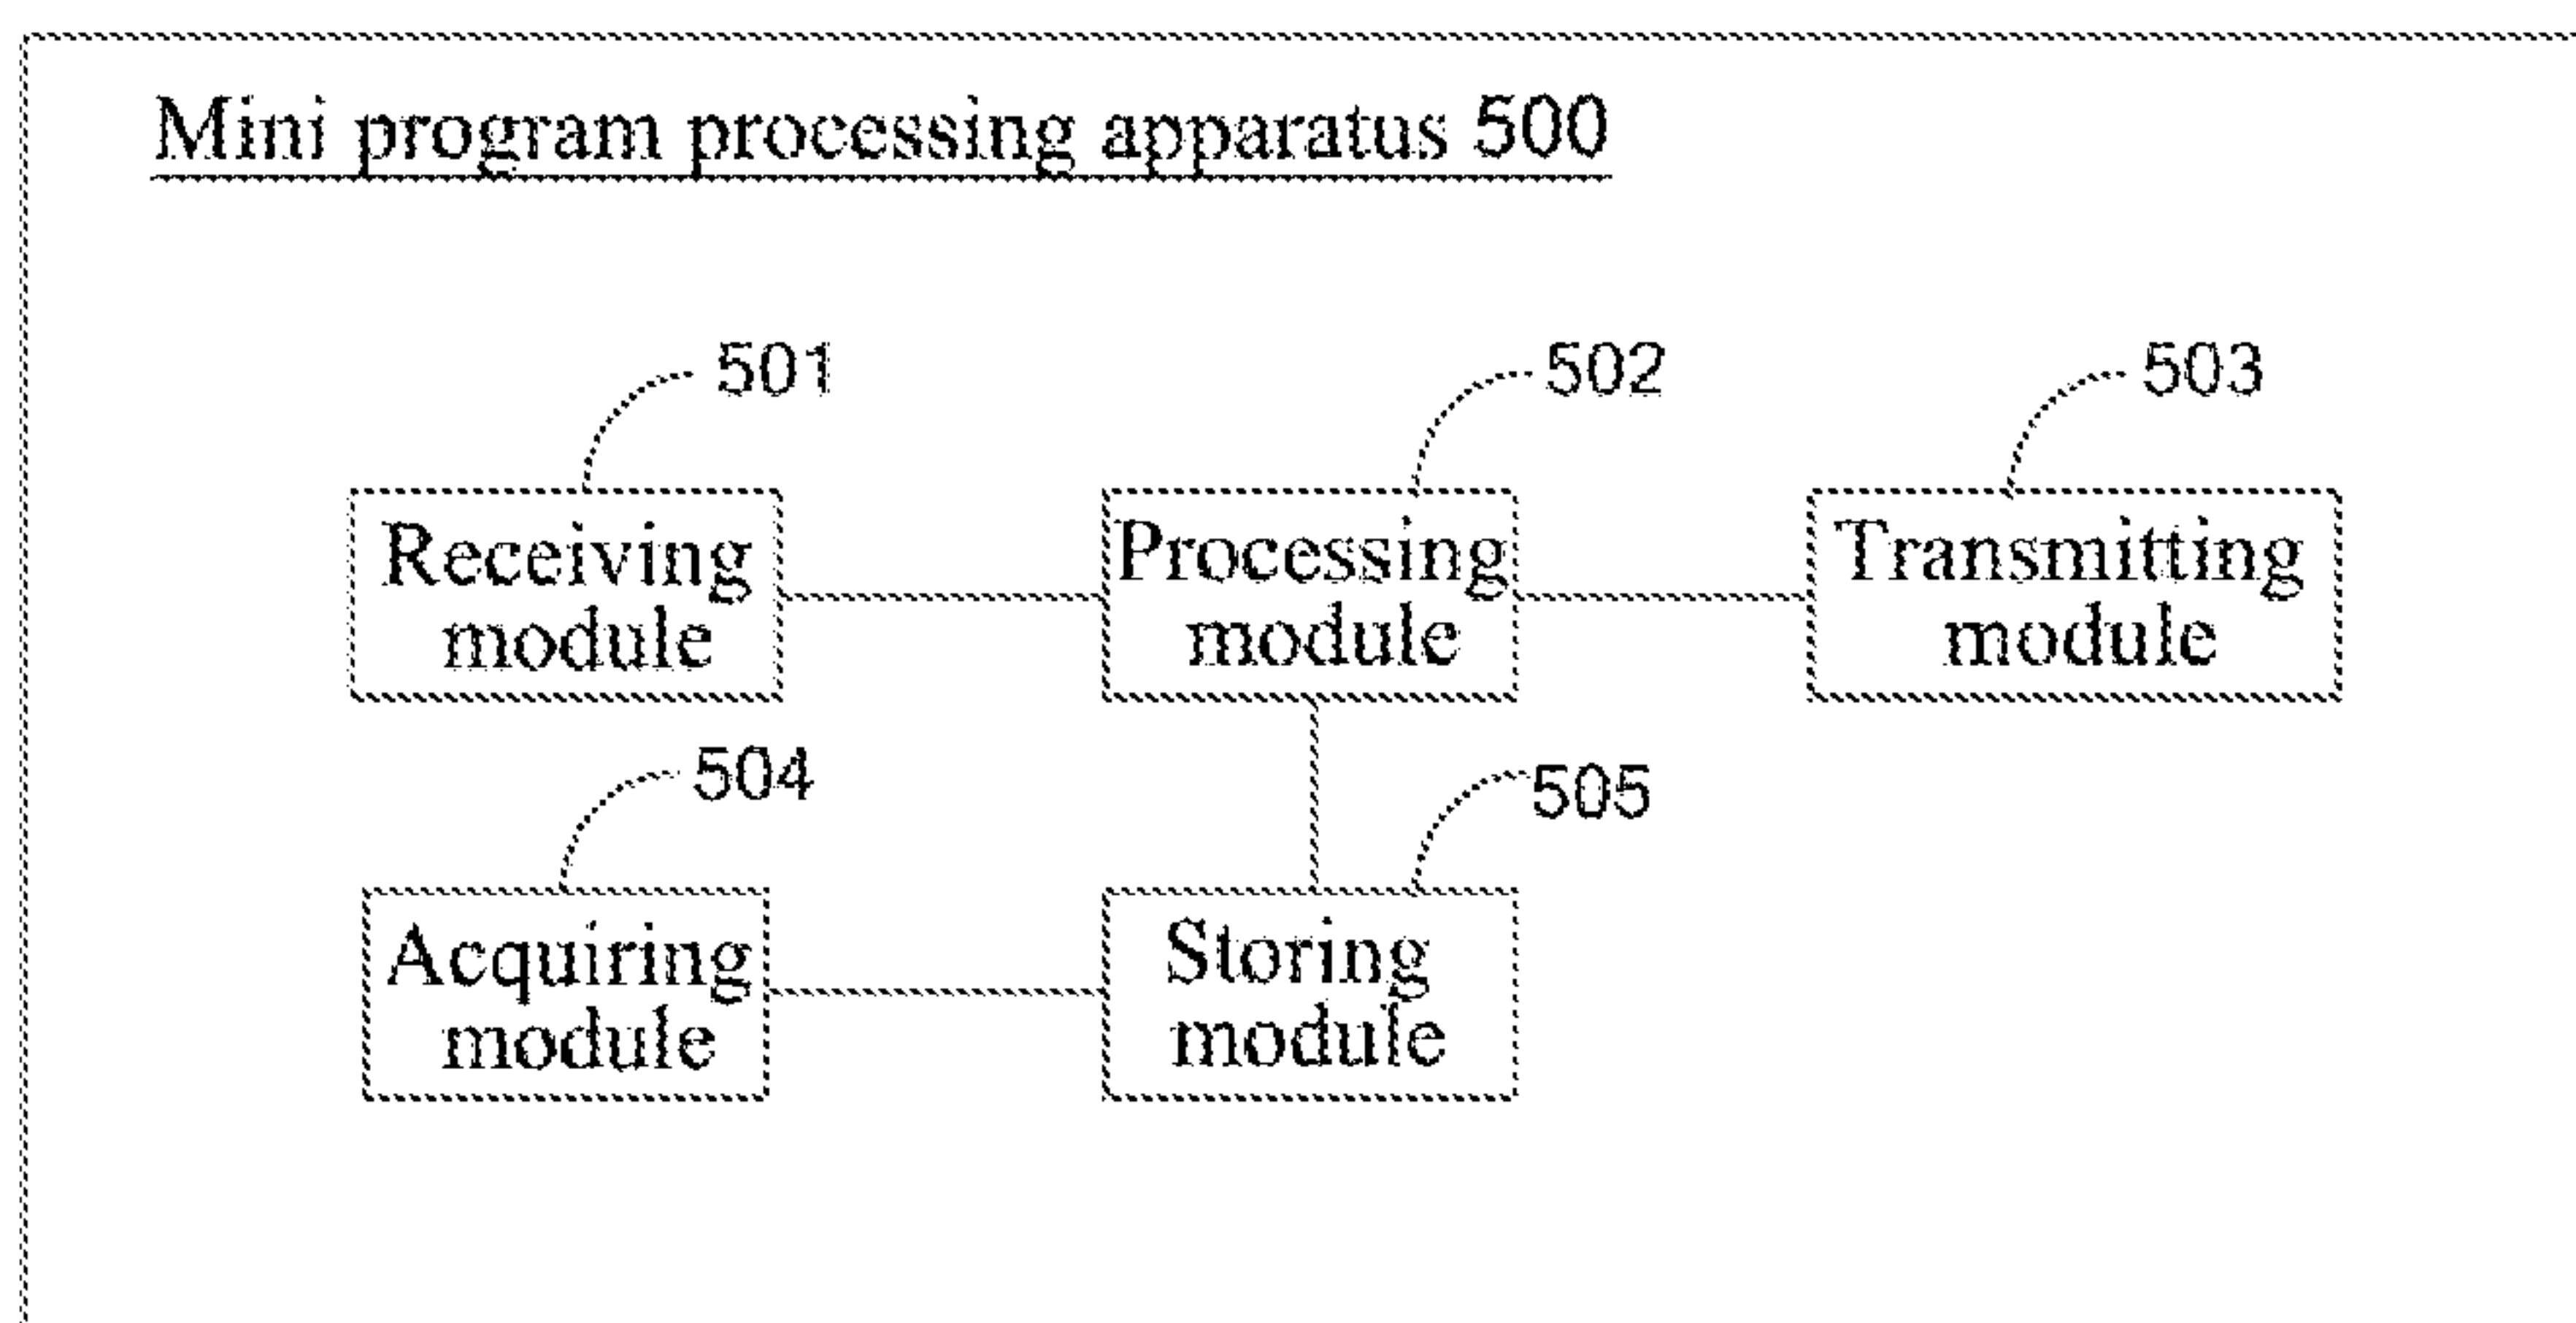 Mini program processing apparatus 500
501
502
503
Receiving
module
Processing
module
Transmitting
module
504
505
Acquiring
module
Storing
module